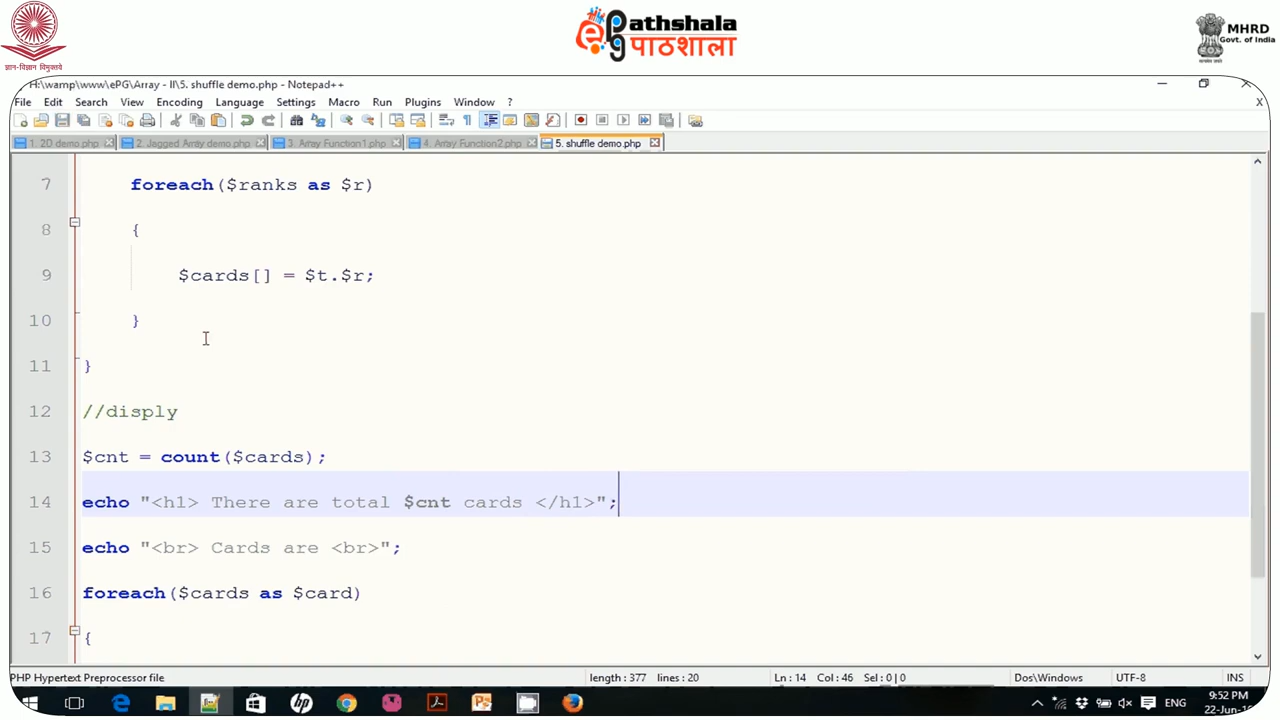 ज्ञान-विज्ञान विमुक्तये
Pathshala
पाठशाला
MHRD
Govt. of India
H:\wamp\www\ePG\Array - II\5. shuffle demo.php - Notepad++
File Edit Search View Encoding Language Settings Macro Run Plugins Window ? X
1. 2D demo.php 2. Jagged Array demo.php 3. Array Function1.php 4. Array Function2.php 5. shuffle demo.php
7 foreach($ranks as $r)
8 {
9 $cards[] = $t.$r;
10 }
11 }
12 //disply
13 $cnt = count($cards);
14 echo "<h1> There are total $cnt cards </h1>";
15 echo "<br> Cards are <br>";
16 foreach($cards as $card)
17 {
PHP Hypertext Preprocessor file length : 377 lines : 20 Ln : 14 Col : 46 Sel : 0 | 0 Dos\Windows UTF-8 INS
ENG 9:52 PM
22-Jun-